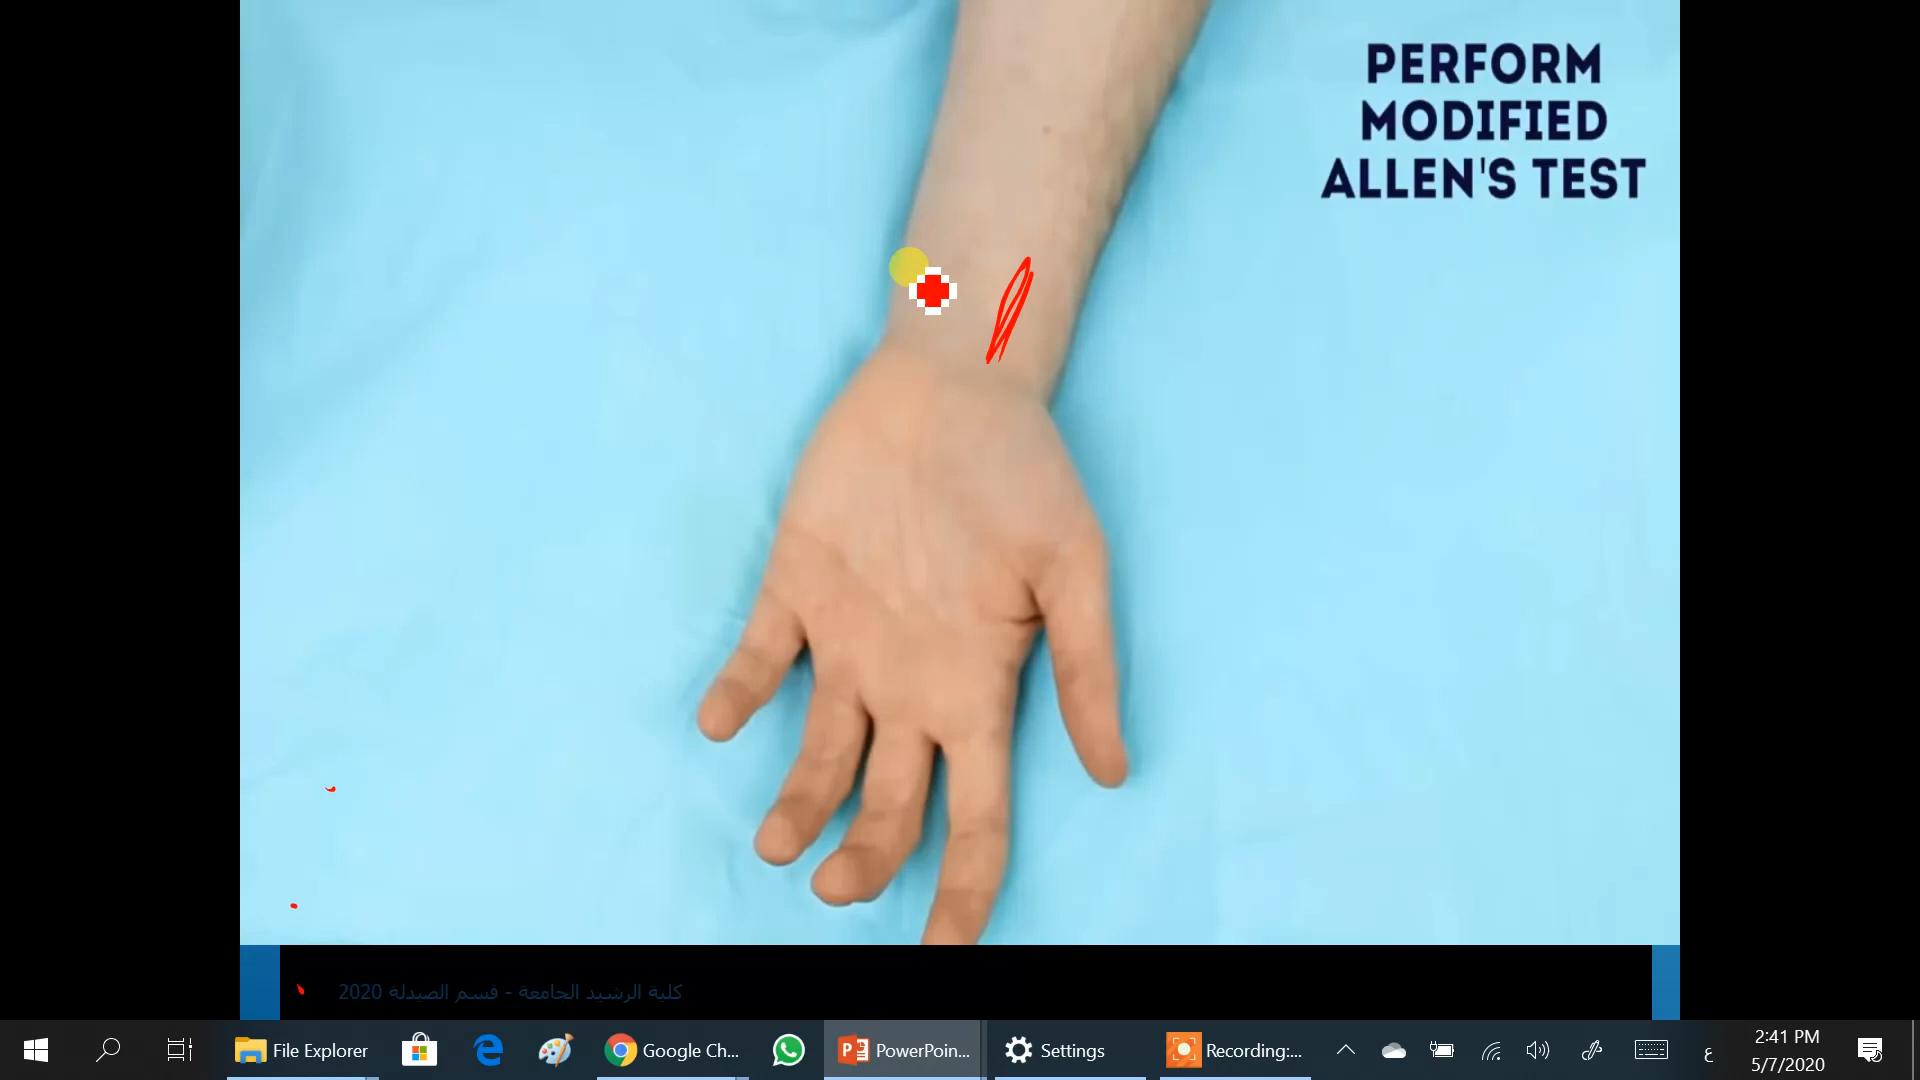 PERFORM
MODIFIED
ALLEN'S TEST
كلية الرشيد الجامعة - قسم الصيدلة 2020
File Explorer
Google Ch...
PowerPoin...
Settings
Recording:...
ع
2:41 PM
5/7/2020